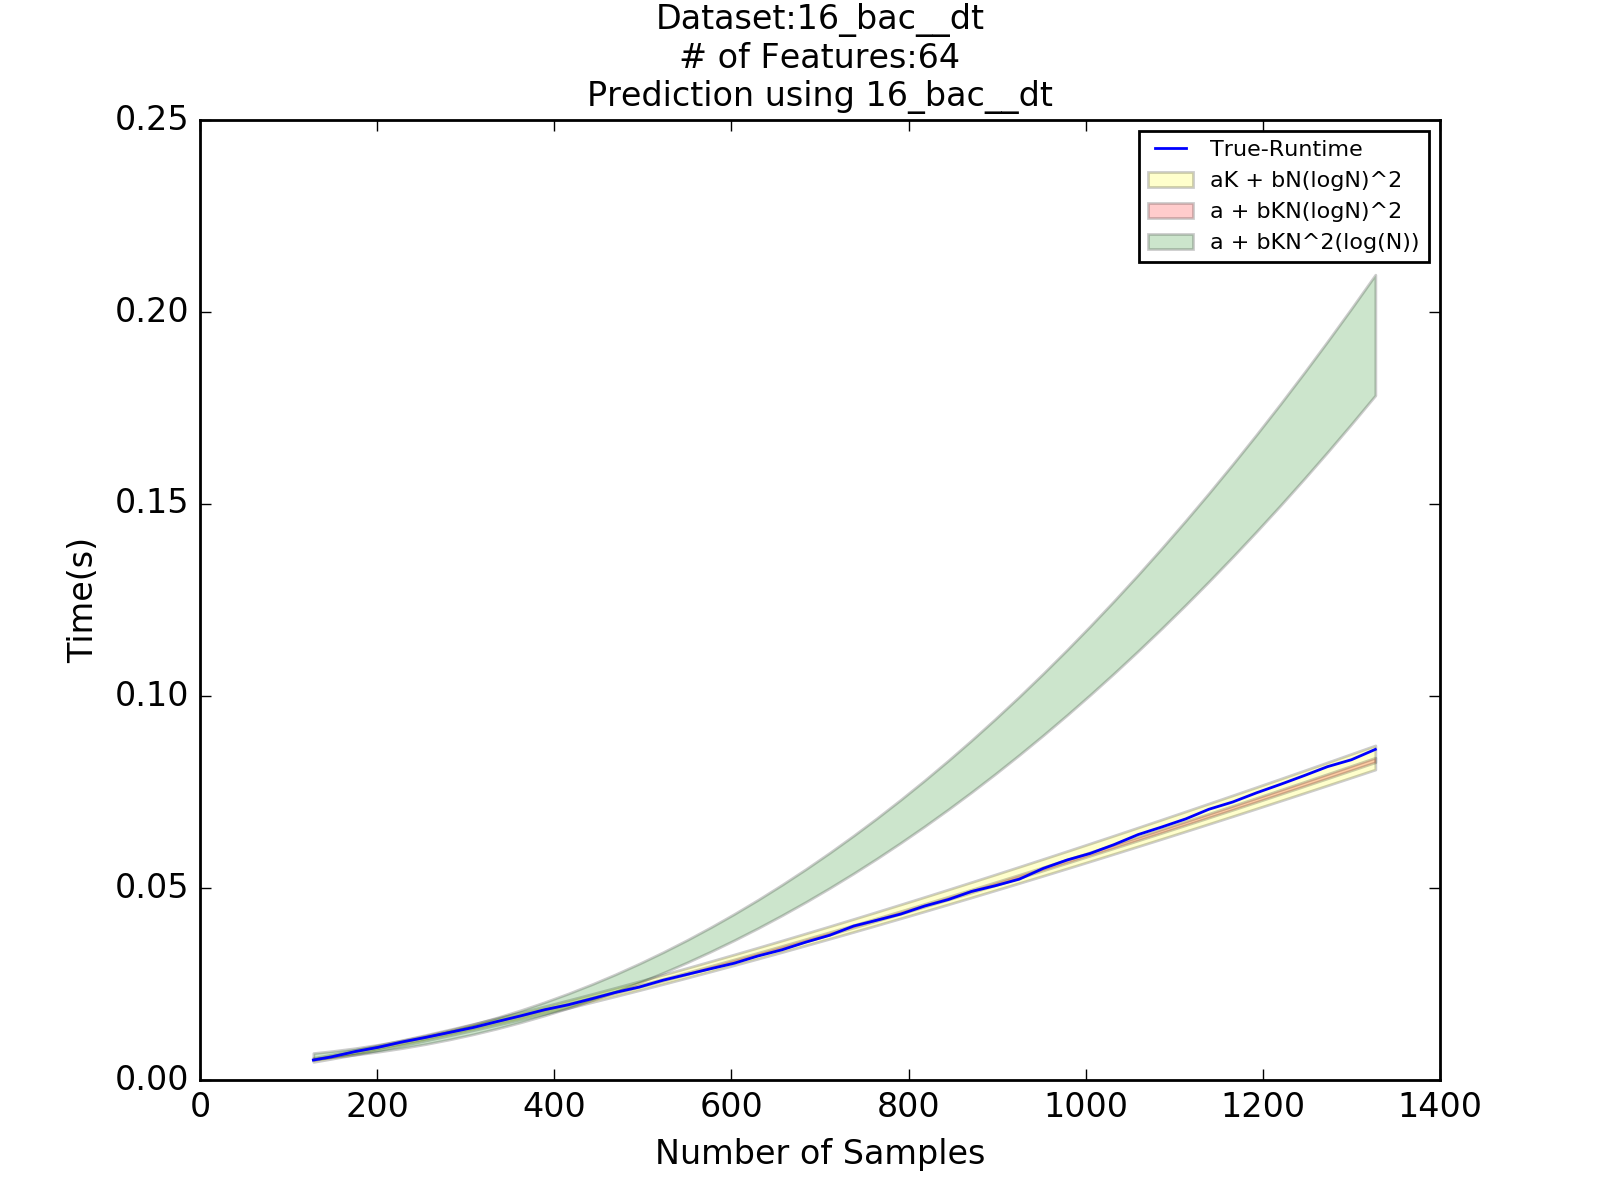 Dataset:16_bac__dt
# of Features:64
Prediction using 16_bac__dt
0.25
0.20
0.15
0.10
0.05
0.00
Time(s)
True-Runtime
aK + bN(logN)^2
a + bKN(logN)^2
a + bKN^2(log(N))
0 200 400 600 800 1000 1200 1400
Number of Samples